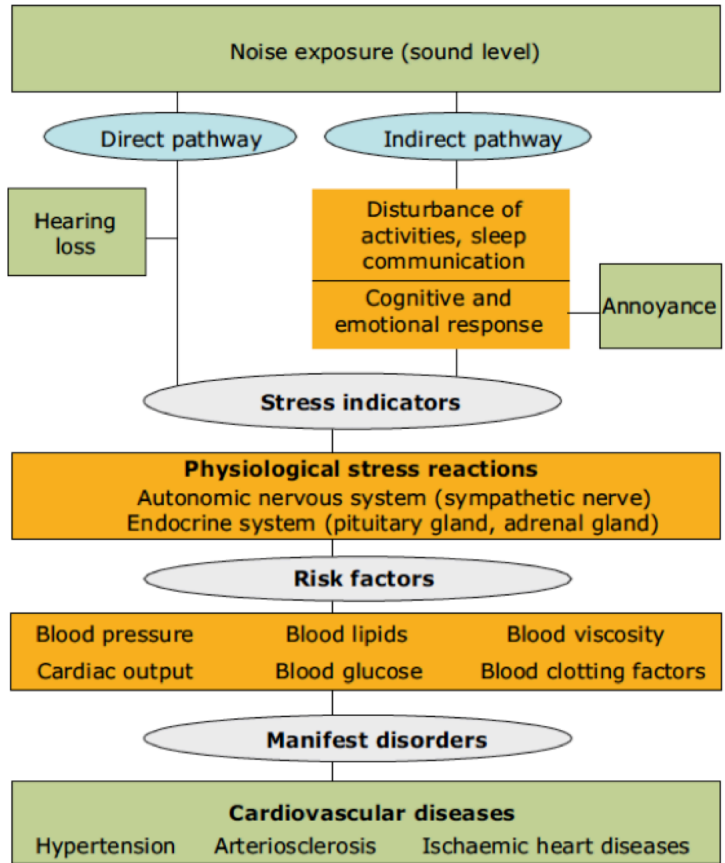 Noise exposure (sound level)
Direct pathway
Indirect pathway
Hearing
loss
Disturbance of
activities, sleep
communication
Cognitive and
emotional response
Annoyance
Stress indicators
Physiological stress reactions
Autonomic nervous system (sympathetic nerve)
Endocrine system (pituitary gland, adrenal gland)
Risk factors
Blood pressure Blood lipids Blood viscosity
Cardiac output Blood glucose Blood clotting factors
Manifest disorders
Cardiovascular diseases
Hypertension Arteriosclerosis Ischaemic heart diseases